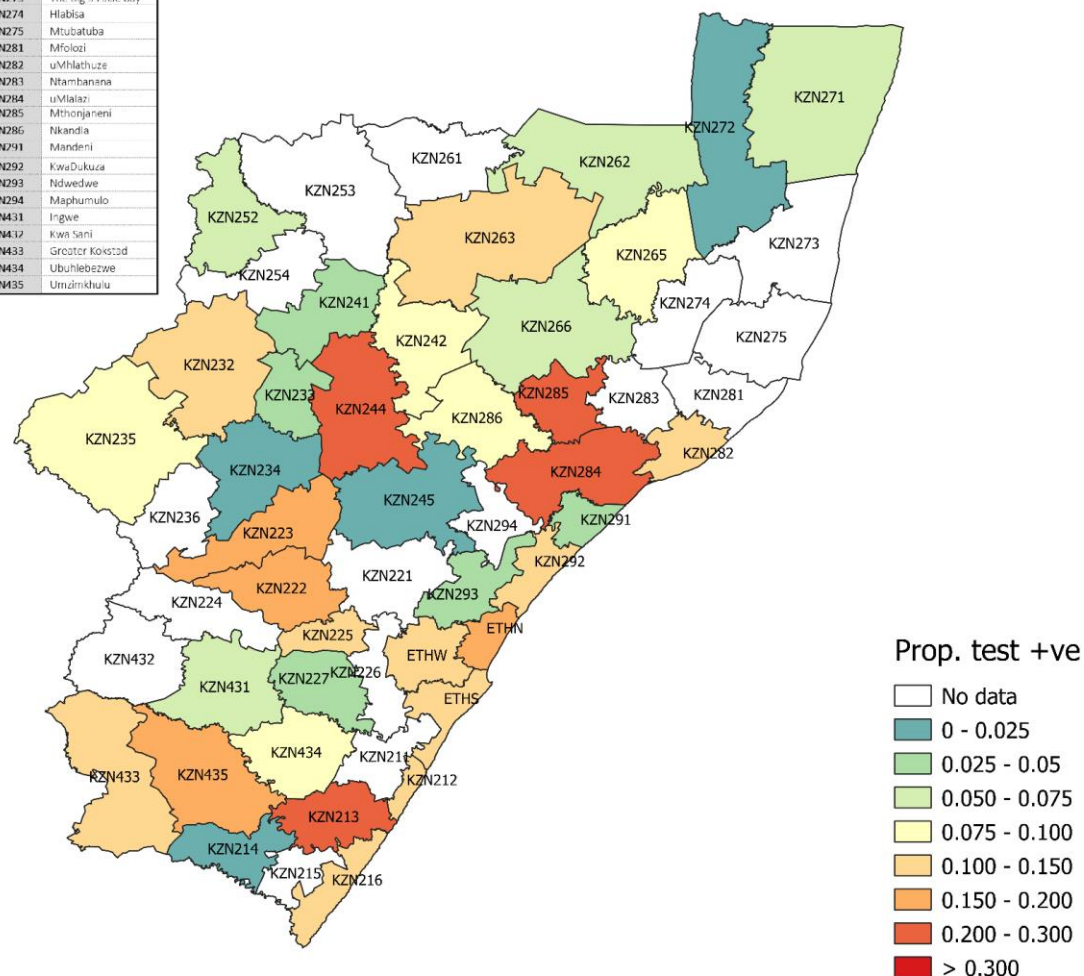 KZN274 Hlabisa
KZN275 Mtubatuba
KZN281 Mfolozi
KZN282 uMhlathuze
KZN283 Ntambanana
KZN284 uMlalazi
KZN285 Mthonjaneni
KZN286 Nkandla
KZN291 Mandeni
KZN292 KwaDukuza
KZN293 Ndwedwe
KZN294 Maphumulo
KZN431 Ingwe
KZN432 Kwa Sani
KZN433 Greater Kokstad
KZN434 Ubuhlebezwe
KZN435 Umzimkhulu
KZN271
KZN272
KZN261
KZN262
KZN253
KZN252
KZN263
KZN273
KZN265
KZN254
KZN241
KZN274
KZN266
KZN275
KZN242
KZN232
KZN233
KZN285
KZN281
KZN283
KZN244
KZN286
KZN235
KZN282
KZN234
KZN284
KZN245
KZN236
KZN291
KZN294
KZN223
KZN292
KZN221
KZN222
KZN293
KZN224
ETHN
KZN225
ETHW
KZN432
KZN226
KZN227
KZN431
ETHS
KZN434
KZN211
KZN435
KZN433
KZN212
KZN213
KZN214
KZN215
KZN216
Prop. test +ve
No data
0 - 0.025
0.025 - 0.05
0.050 - 0.075
0.075 - 0.100
0.100 - 0.150
0.150 - 0.200
0.200 - 0.300
> 0.300